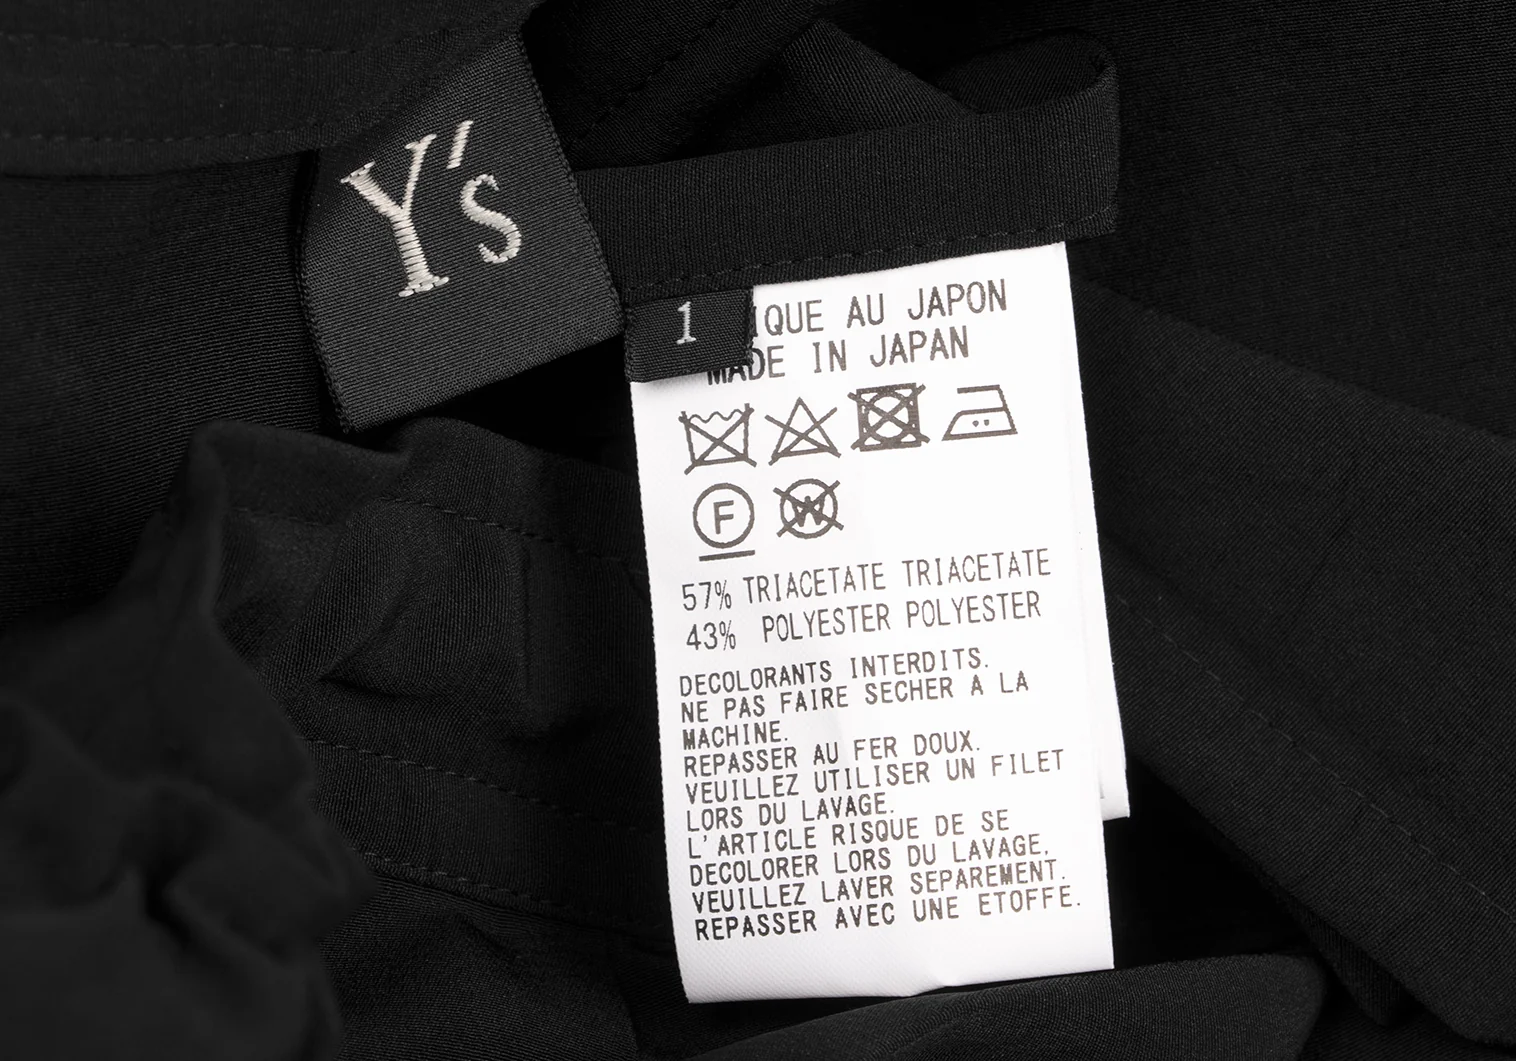 Y's
1
IQUE AU JAPON
MADE IN JAPAN
F
W
57% TRIACETATE TRIACETATE
43% POLYESTER POLYESTER
DECOLORANTS INTERDITS.
NE PAS FAIRE SECHER A LA
MACHINE.
REPASSER AU FER DOUX.
VEUILLEZ UTILISER UN FILET
LORS DU LAVAGE.
L'ARTICLE RISQUE DE SE
DECOLORER LORS DU LAVAGE,
VEUILLEZ LAVER SEPAREMENT.
REPASSER AVEC UNE ETOFFE.